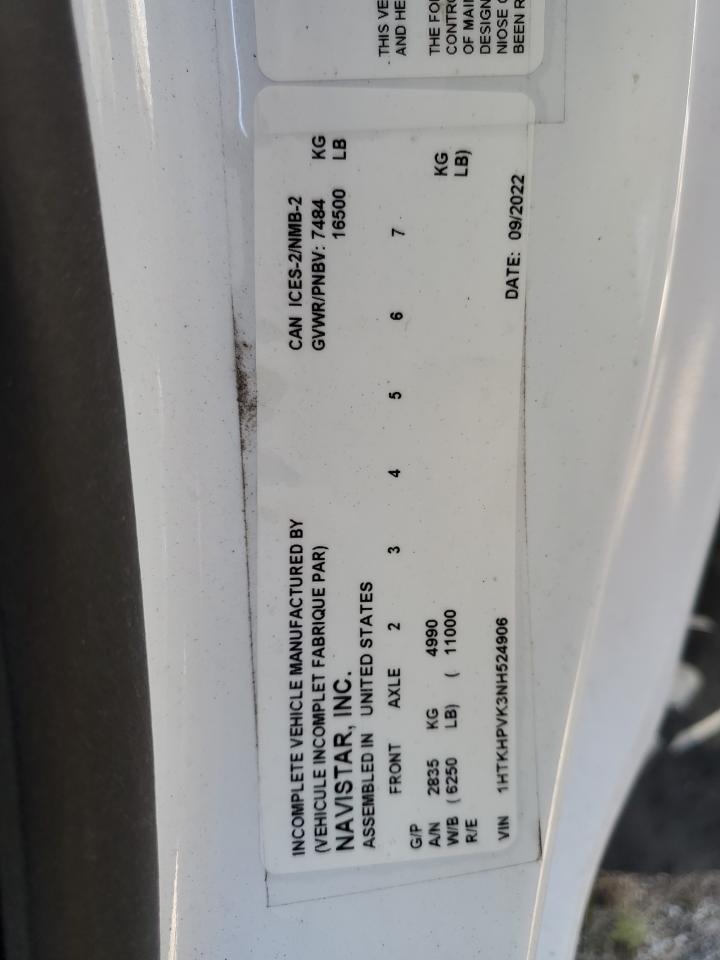 INCOMPLETE VEHICLE MANUFACTURED BY
(VEHICULE INCOMPLET FABRIQUE PAR)
NAVISTAR, INC.
ASSEMBLED IN UNITED STATES
CAN ICES-2/NMB-2
GVWR/PNBV: 7484 KG
16500 LB
FRONT AXLE 2 3 4 5 6 7
G/P
A/N 2835 KG 4990 KG
W/B ( 6250 LB) ( 11000 LB)
R/E
VIN 1HTKHPVK3NH524906 DATE: 09/2022
THIS VE
AND HE
THE FO
CONTR
OF MAI
DESIGN
NIOSE
BEEN R